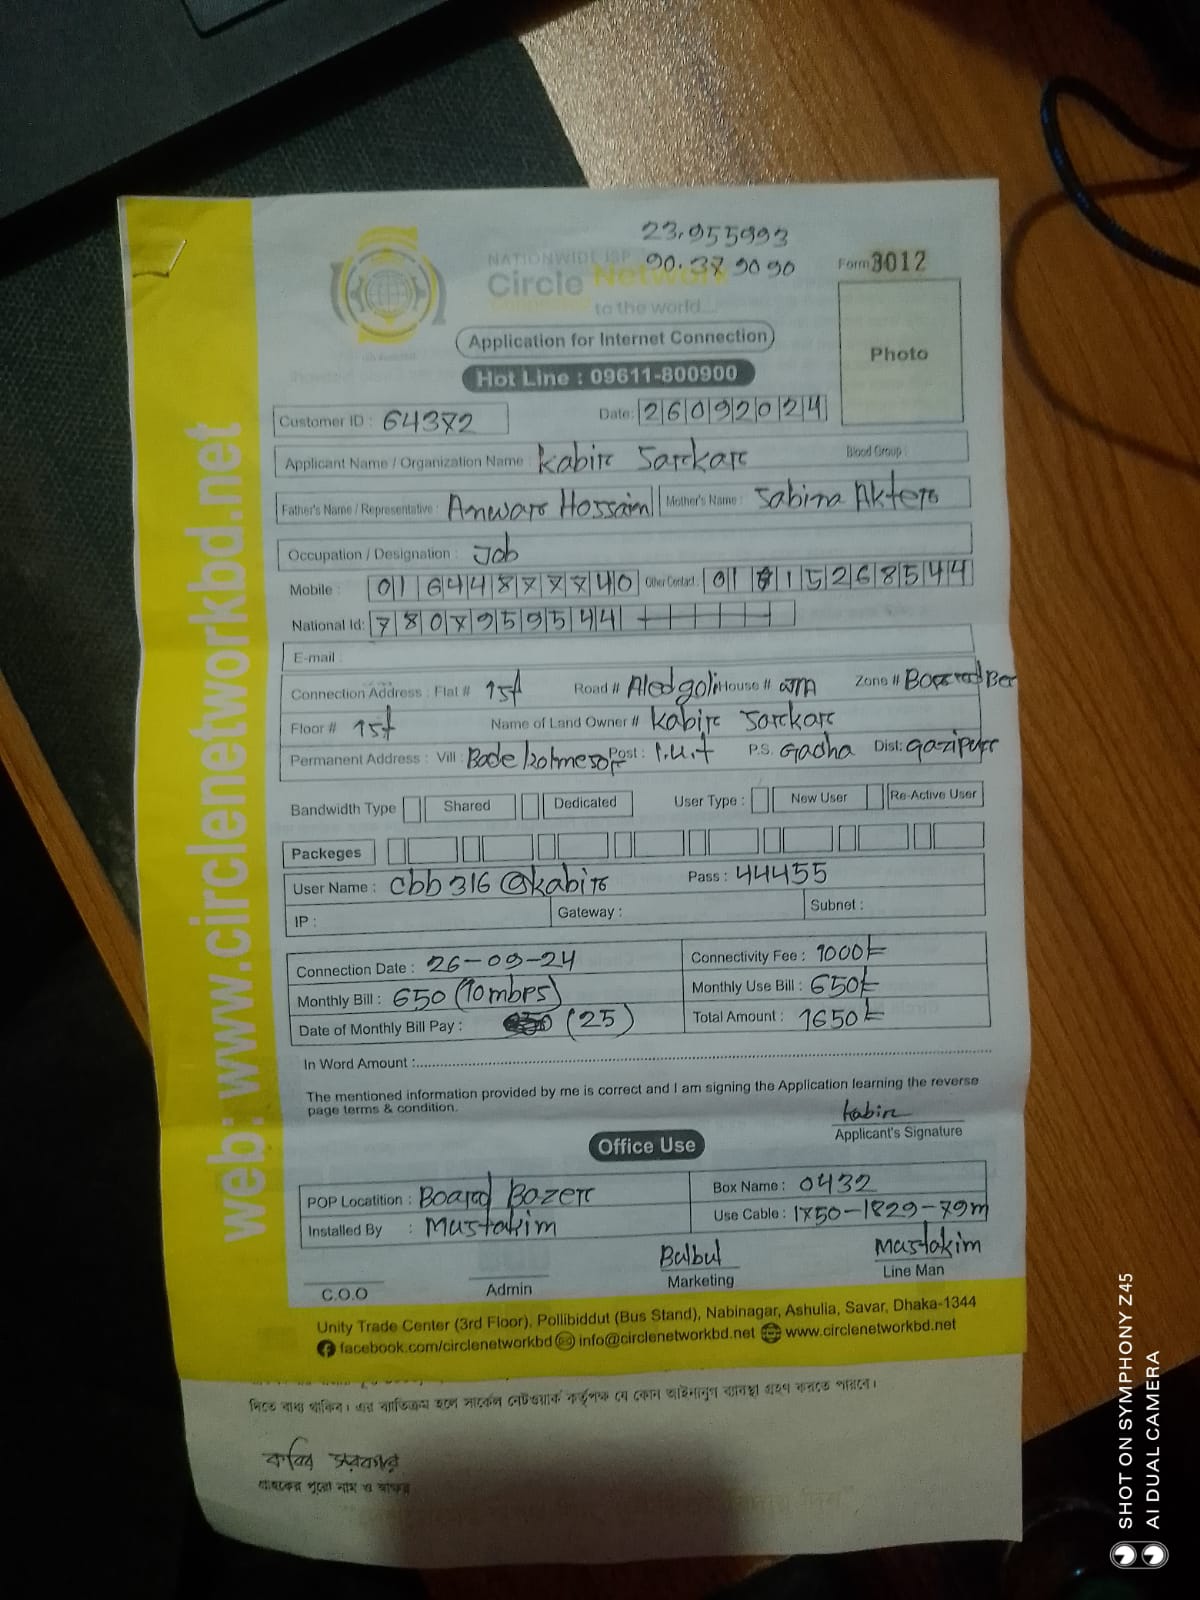 23.955993
90.379090
NATIONWIDE ISP
Circle Network
to the world...
Form 3012
Photo
Application for Internet Connection
Hot Line : 09611-800900
Customer ID : 64372
Date: 26092024
Applicant Name / Organization Name : Kabir Sarkar
Blood Group :
Father's Name / Representative : Anwar Hossain
Mother's Name : Sabina Akter
Occupation / Designation : Job
Mobile : 01644877740
Other Contact : 01 15268544
National Id: 7807959544
E-mail :
Connection Address : Flat # 1st Road # Aled goli House # Zone #
Floor # 1st Name of Land Owner # Kabir Sarkar
Permanent Address : Vill : Post : I.U.T P.S. Gacha Dist: Gazipur
Bandwidth Type Shared Dedicated User Type : New User Re-Active User
Packeges
User Name : cbb316@kabir Pass : 44455
IP : Gateway : Subnet :
Connection Date : 26-09-24 Connectivity Fee : 1000/=
Monthly Bill : 650 (10mbps) Monthly Use Bill : 650/=
Date of Monthly Bill Pay : (25) Total Amount : 1650/=
In Word Amount :
The mentioned information provided by me is correct and I am signing the Application learning the reverse
page terms & condition.
Kabir
Applicant's Signature
Office Use
POP Locatition : Board Bazer Box Name : 0432
Installed By : Mustakim Use Cable : 1750-1829-79m
Bulbul Mustakim
C.O.O Admin Marketing Line Man
Unity Trade Center (3rd Floor), Pollibiddut (Bus Stand), Nabinagar, Ashulia, Savar, Dhaka-1344
facebook.com/circlenetworkbd info@circlenetworkbd.net www.circlenetworkbd.net
web: www.circlenetworkbd.net
দিতে বাধ্য থাকিব। এর ব্যতিক্রম হলে সার্কেল নেটওয়ার্ক কর্তৃপক্ষ যে কোন আইনানুগ ব্যবস্থা গ্রহণ করতে পারবে।
কবির সরকার
গ্রাহকের পুরো নাম ও স্বাক্ষর
SHOT ON SYMPHONY Z45
AI DUAL CAMERA